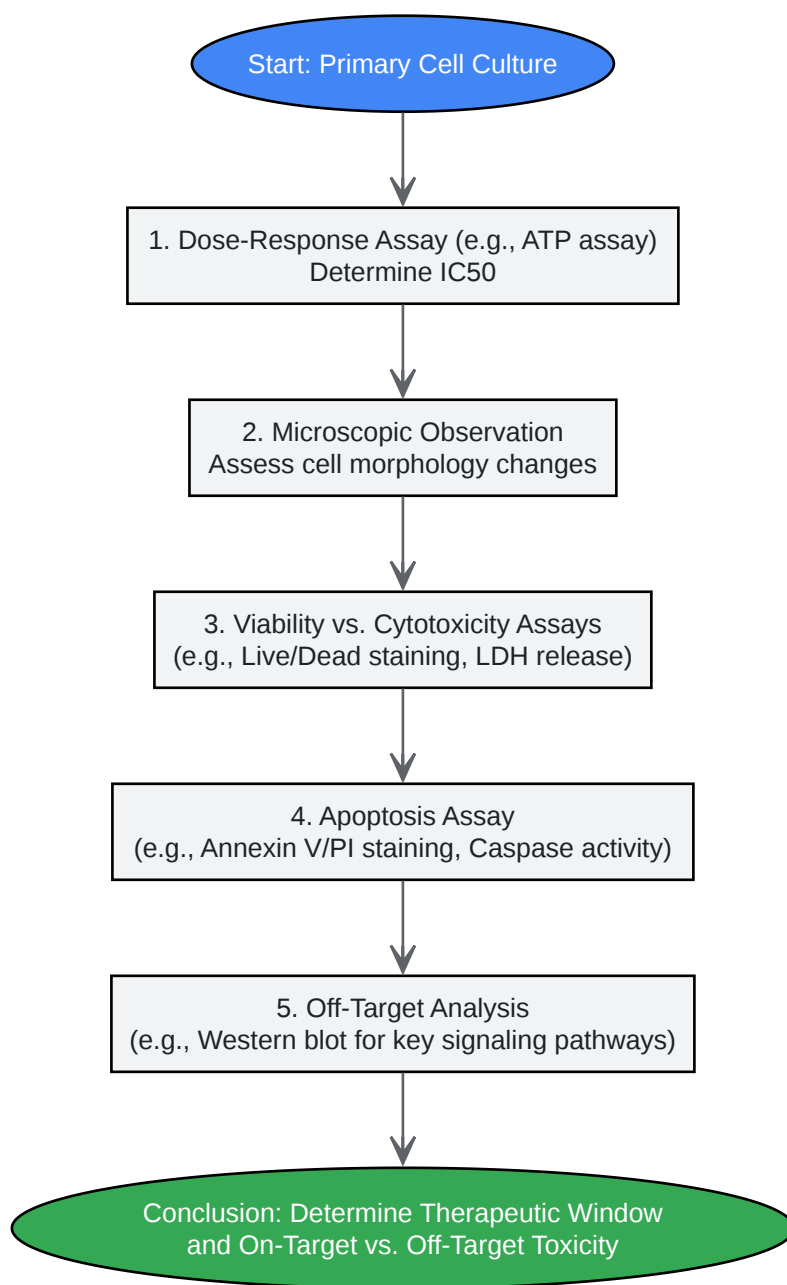 Start: Primary Cell Culture
1. Dose-Response Assay (e.g., ATP assay)
Determine IC50
2. Microscopic Observation
Assess cell morphology changes
3. Viability vs. Cytotoxicity Assays
(e.g., Live/Dead staining, LDH release)
4. Apoptosis Assay
(e.g., Annexin V/PI staining, Caspase activity)
5. Off-Target Analysis
(e.g., Western blot for key signaling pathways)
Conclusion: Determine Therapeutic Window
and On-Target vs. Off-Target Toxicity